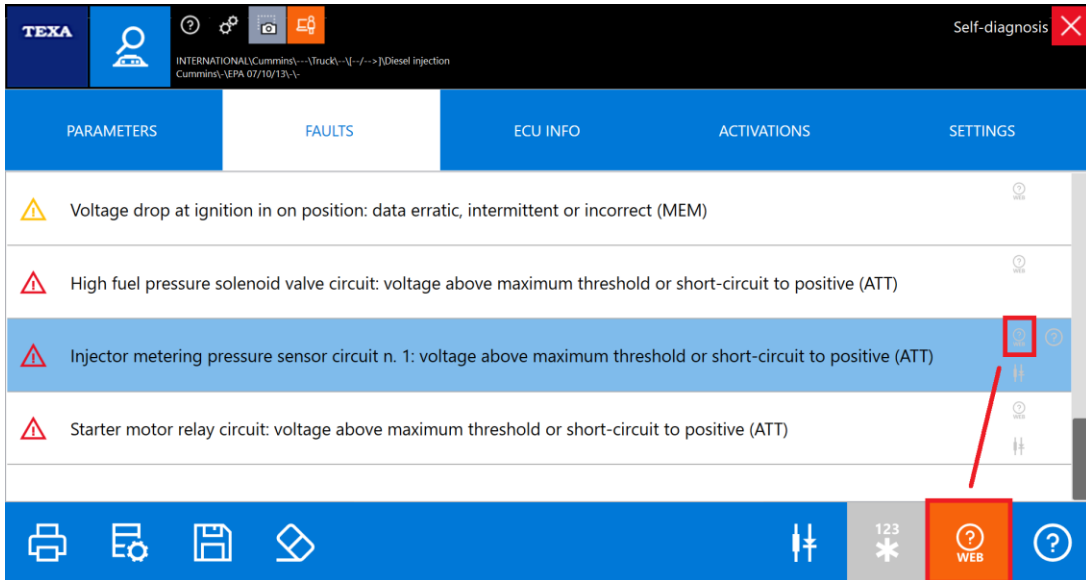 TEXA
Self-diagnosis
INTERNATIONAL\Cummins\---\Truck\--\[--/-->]\Diesel injection
Cummins\-\EPA 07/10/13\-\-
PARAMETERS
FAULTS
ECU INFO
ACTIVATIONS
SETTINGS
Voltage drop at ignition in on position: data erratic, intermittent or incorrect (MEM)
WEB
High fuel pressure solenoid valve circuit: voltage above maximum threshold or short-circuit to positive (ATT)
WEB
Injector metering pressure sensor circuit n. 1: voltage above maximum threshold or short-circuit to positive (ATT)
WEB
Starter motor relay circuit: voltage above maximum threshold or short-circuit to positive (ATT)
WEB
123
WEB